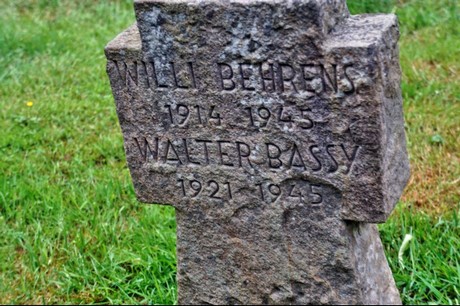 WILLI BEHRENS
1914 1945
WALTER BASSY
1921 1945